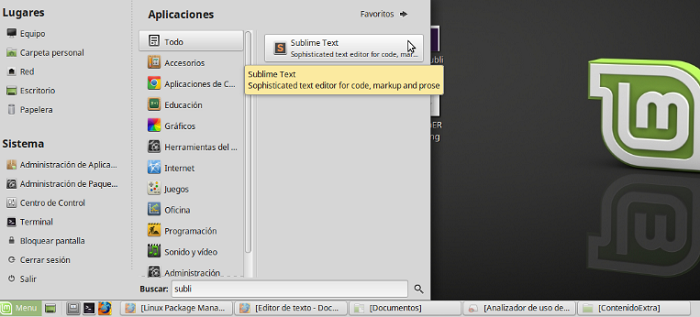 Lugares
Equipo
Carpeta personal
Red
Escritorio
Papelera
Sistema
Administración de Aplica...
Administración de Paque...
Centro de Control
Terminal
Bloquear pantalla
Cerrar sesión
Salir
Aplicaciones
Favoritos
Todo
Accesorios
Aplicaciones de C...
Educación
Gráficos
Herramientas del ...
Internet
Juegos
Oficina
Programación
Sonido y vídeo
Administración
Sublime Text
Sophisticated text editor for code, mar...
Sublime Text
Sophisticated text editor for code, markup and prose
Buscar:
subli
Menu
[Linux Package Mana...
[Editor de texto - Doc...
[Documentos]
[Analizador de uso de...
[ContenidoExtra]